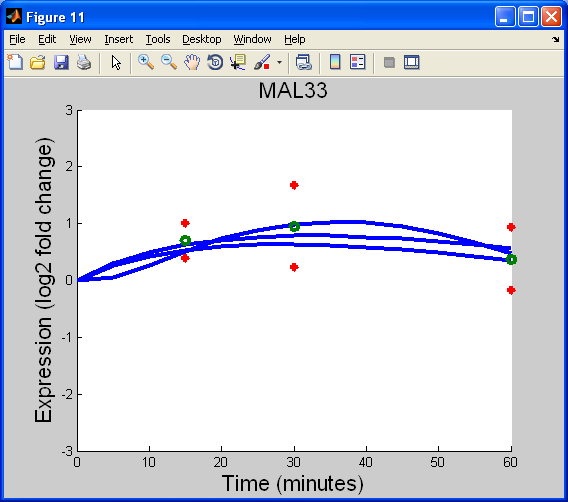 Figure 11
File Edit View Insert Tools Desktop Window Help
MAL33
3
2
1
0
-1
-2
-3
Expression (log2 fold change)
0 10 20 30 40 50 60
Time (minutes)